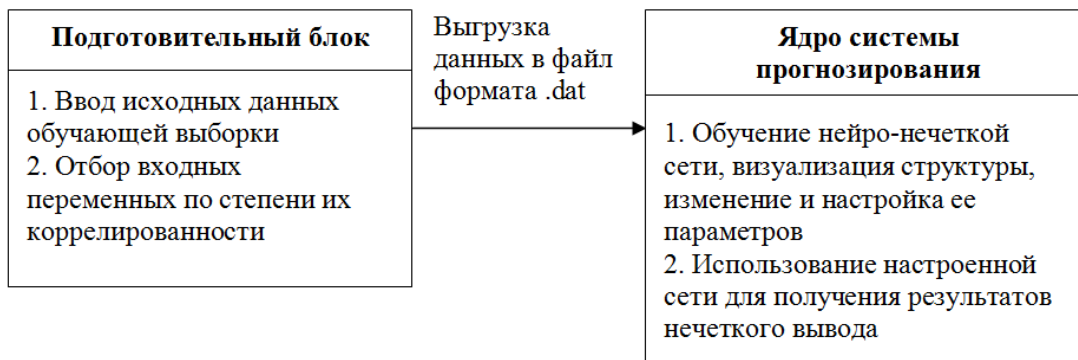 Подготовительный блок
1. Ввод исходных данных
обучающей выборки
2. Отбор входных
переменных по степени их
коррелированности
Выгрузка
данных в файл
формата .dat
Ядро системы
прогнозирования
1. Обучение нейро-нечеткой
сети, визуализация структуры,
изменение и настройка ее
параметров
2. Использование настроенной
сети для получения результатов
нечеткого вывода